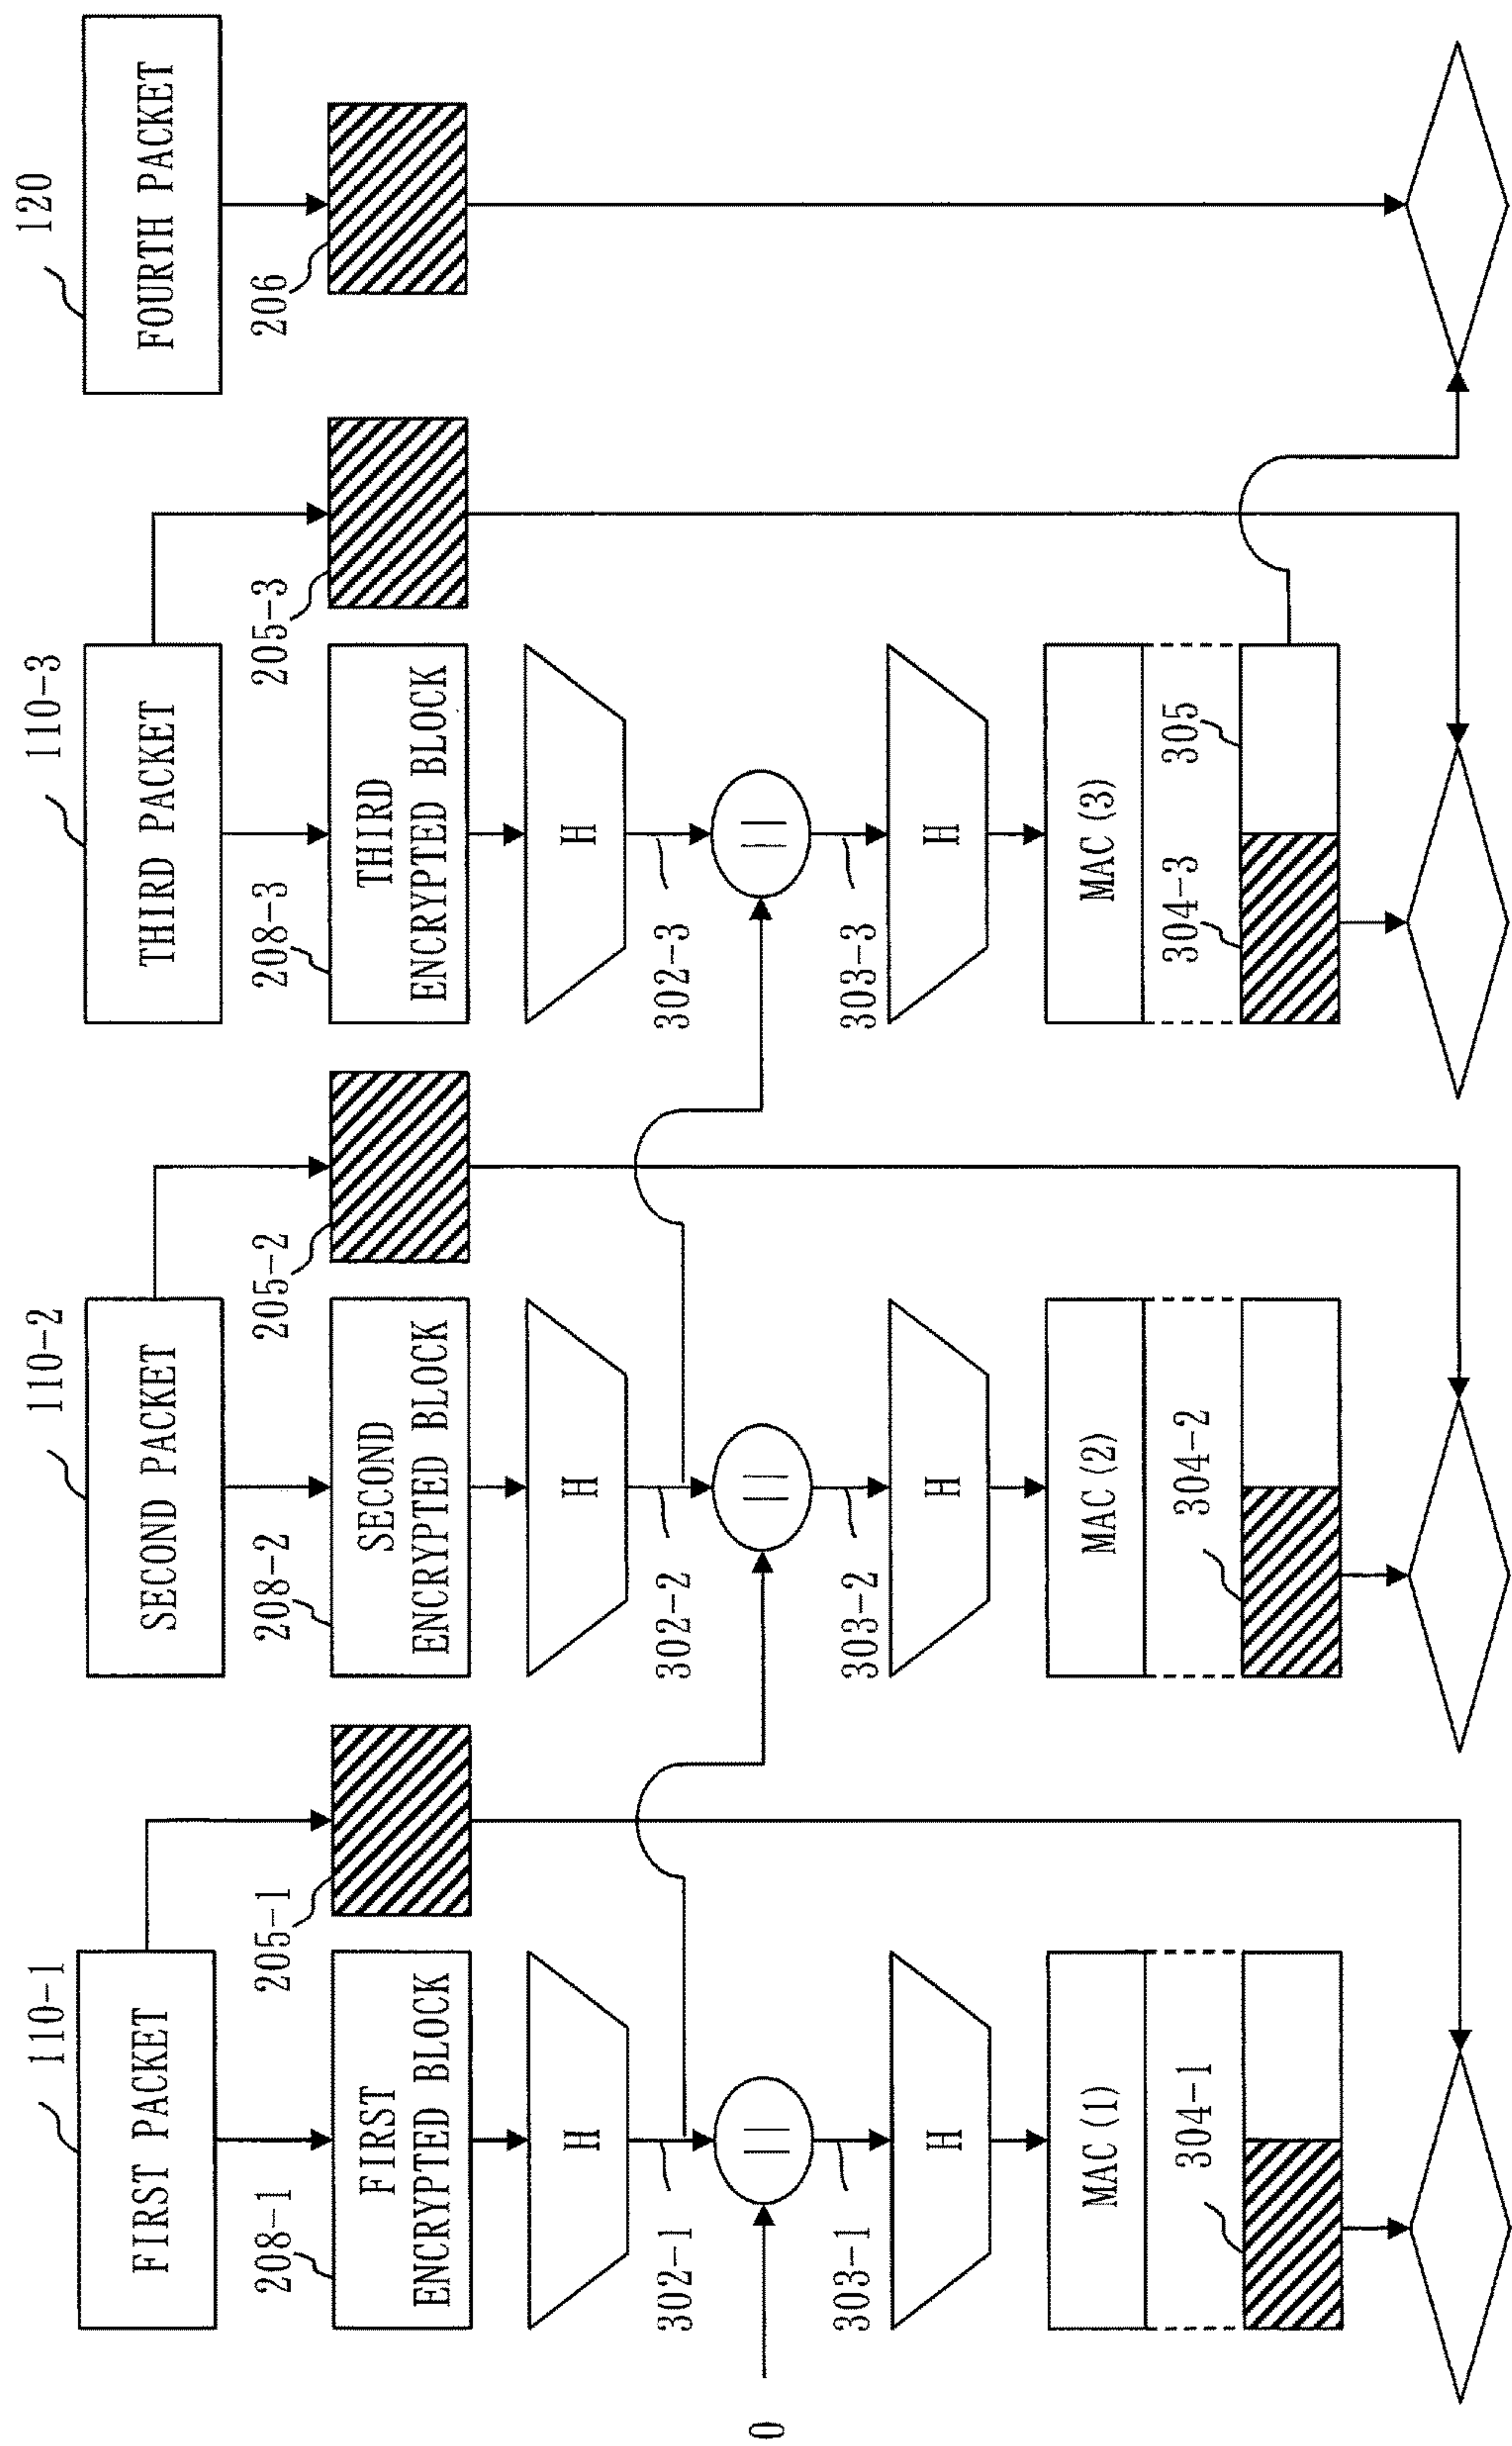 110-1
FIRST PACKET
110-2
SECOND PACKET
110-3
THIRD PACKET
120
FOURTH PACKET
208-1
FIRST
ENCRYPTED BLOCK
205-1
208-2
SECOND
ENCRYPTED BLOCK
205-2
208-3
THIRD
ENCRYPTED BLOCK
205-3
206
H
H
H
302-1
302-2
302-3
0
||
||
||
303-1
303-2
303-3
H
H
H
MAC (1)
MAC (2)
MAC (3)
304-1
304-2
304-3
305